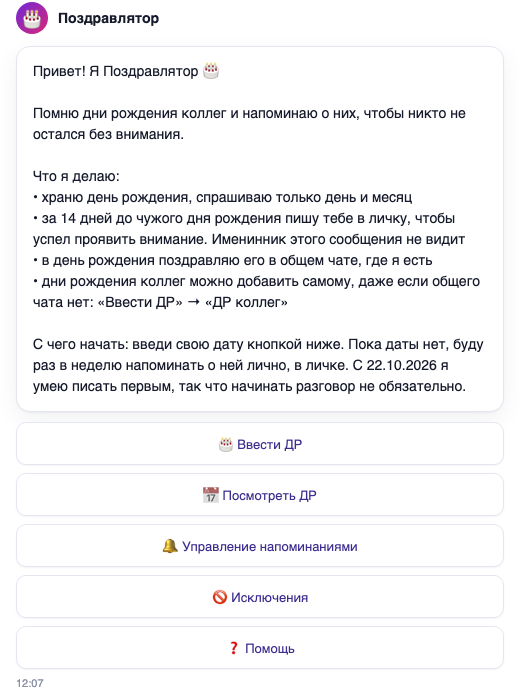 Поздравлятор
Привет! Я Поздравлятор 🎂
Помню дни рождения коллег и напоминаю о них, чтобы никто не
остался без внимания.
Что я делаю:
• храню день рождения, спрашиваю только день и месяц
• за 14 дней до чужого дня рождения пишу тебе в личку, чтобы
успел проявить внимание. Именинник этого сообщения не видит
• в день рождения поздравляю его в общем чате, где я есть
• дни рождения коллег можно добавить самому, даже если общего
чата нет: «Ввести ДР» → «ДР коллег»
С чего начать: введи свою дату кнопкой ниже. Пока даты нет, буду
раз в неделю напоминать о ней лично, в личке. С 22.10.2026 я
умею писать первым, так что начинать разговор не обязательно.
🎂 Ввести ДР
📅 Посмотреть ДР
🔔 Управление напоминаниями
🚫 Исключения
❓ Помощь
12:07